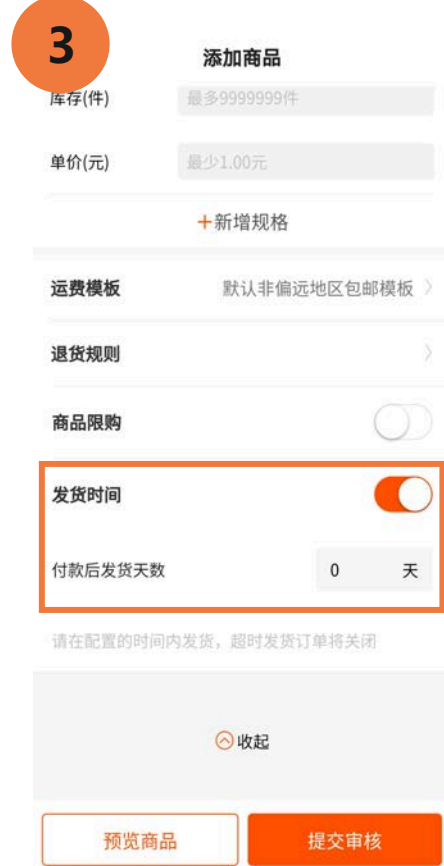 3
添加商品
库存(件) 最多9999999件
单价(元) 最少1.00元
+新增规格
运费模板 默认非偏远地区包邮模板
退货规则
商品限购
发货时间
付款后发货天数 0 天
请在配置的时间内发货，超时发货订单将关闭
收起
预览商品 提交审核